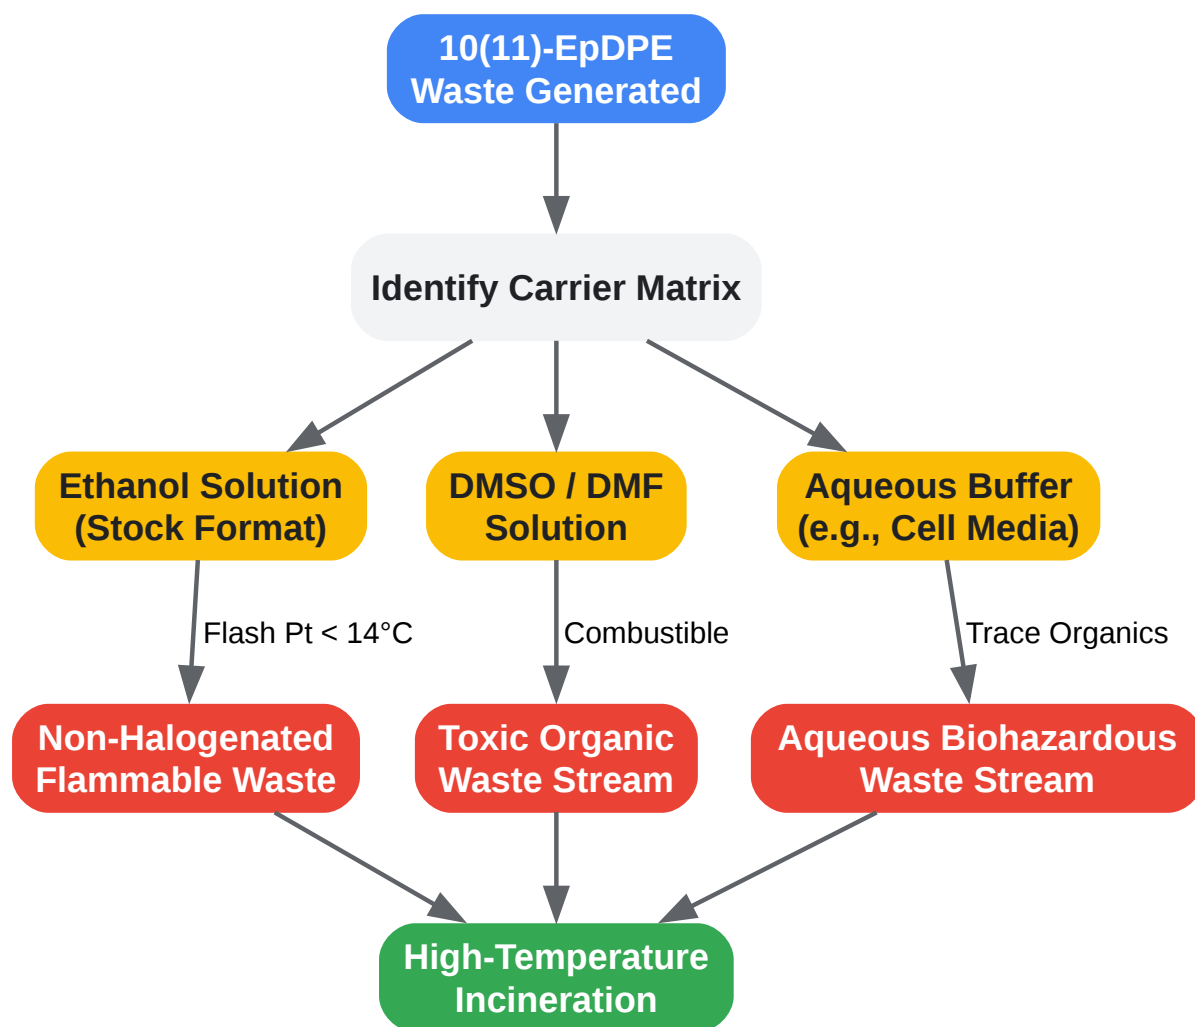 10(11)-EpDPE
Waste Generated
Identify Carrier Matrix
Ethanol Solution
(Stock Format)
DMSO / DMF
Solution
Aqueous Buffer
(e.g., Cell Media)
Flash Pt < 14°C
Combustible
Trace Organics
Non-Halogenated
Flammable Waste
Toxic Organic
Waste Stream
Aqueous Biohazardous
Waste Stream
High-Temperature
Incineration